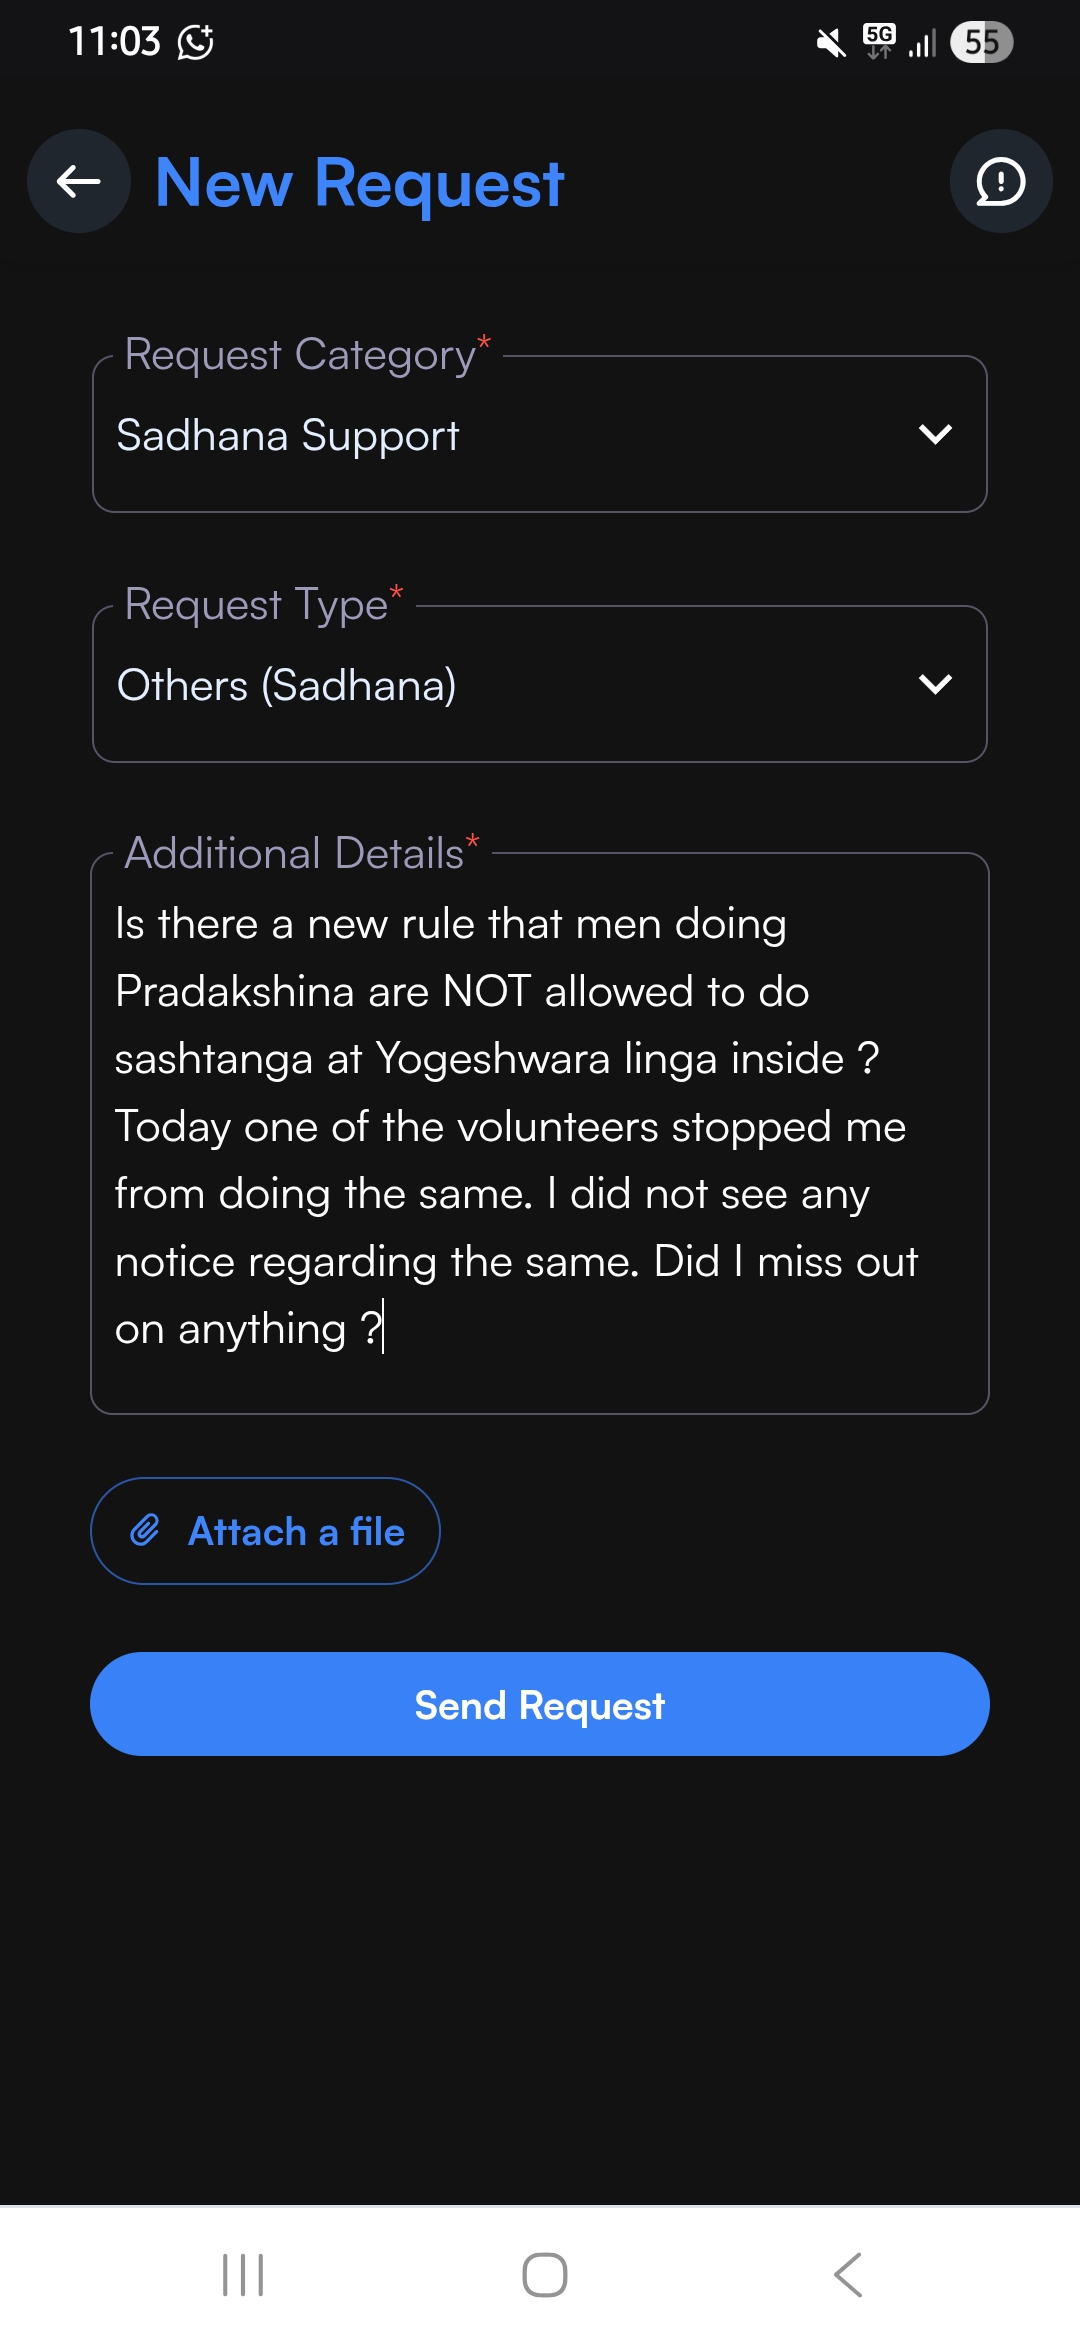 11:03
5G
55
New Request
Request Category*
Sadhana Support
Request Type*
Others (Sadhana)
Additional Details*
Is there a new rule that men doing
Pradakshina are NOT allowed to do
sashtanga at Yogeshwara linga inside ?
Today one of the volunteers stopped me
from doing the same. I did not see any
notice regarding the same. Did I miss out
on anything ?
Attach a file
Send Request